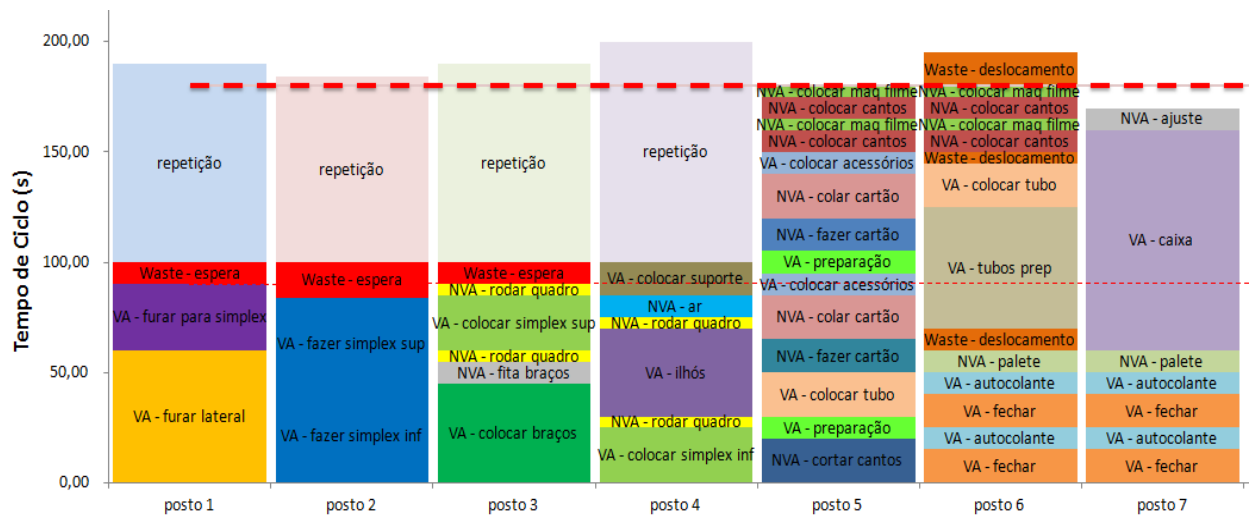 Tempo de Ciclo (s)
200,00
150,00
100,00
50,00
0,00
repetição
Waste - espera
VA - furar para simplex
VA - furar lateral
posto 1
repetição
Waste - espera
VA - fazer simplex sup
VA - fazer simplex inf
posto 2
repetição
Waste - espera
NVA - rodar quadro
VA - colocar simplex sup
NVA - rodar quadro
NVA - fita braços
VA - colocar braços
posto 3
repetição
VA - colocar suporte
NVA - ar
NVA - rodar quadro
VA - ilhós
NVA - rodar quadro
VA - colocar simplex inf
posto 4
NVA - colocar maq filme
NVA - colocar cantos
NVA - colocar maq filme
NVA - colocar cantos
VA - colocar acessórios
NVA - colar cartão
NVA - fazer cartão
VA - preparação
VA - colocar acessórios
NVA - colar cartão
NVA - fazer cartão
VA - colocar tubo
VA - preparação
NVA - cortar cantos
posto 5
Waste - deslocamento
NVA - colocar maq filme
NVA - colocar cantos
NVA - colocar maq filme
NVA - colocar cantos
Waste - deslocamento
VA - colocar tubo
VA - tubos prep
Waste - deslocamento
NVA - palete
VA - autocolante
VA - fechar
VA - autocolante
VA - fechar
posto 6
NVA - ajuste
VA - caixa
NVA - palete
VA - autocolante
VA - fechar
VA - autocolante
VA - fechar
posto 7